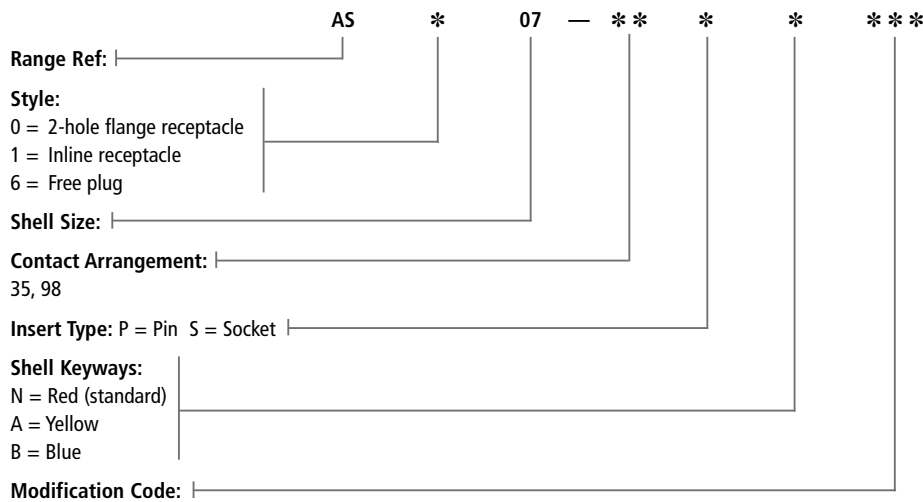 AS * 07 — ** * * ***
Range Ref:
Style:
0 = 2-hole flange receptacle
1 = Inline receptacle
6 = Free plug
Shell Size:
Contact Arrangement:
35, 98
Insert Type: P = Pin S = Socket
Shell Keyways:
N = Red (standard)
A = Yellow
B = Blue
Modification Code: